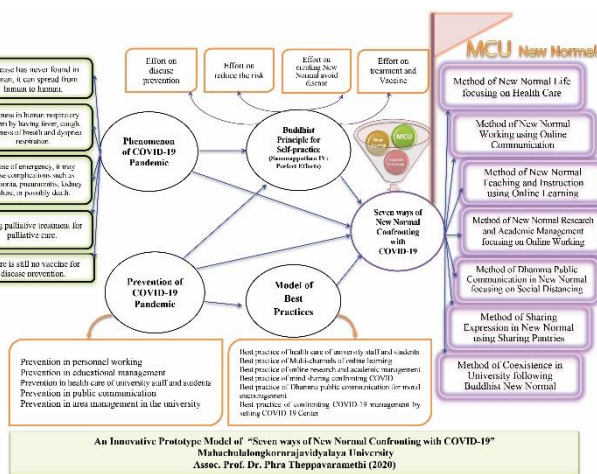 MCU New Normal
Effort on
disease
prevention
Effort on
reduce the risk
Effort on
creating New
Normal avoid
disease
Effort on
treatment and
Vaccine
ease has never found in
man, it can spread from
human to human.
ness in human respiratory
em by having fever, cough,
ness of breath and dyspnea
respiration.
se of emergency, it may
se complications such as
monia, pneumonitis, kidney
lure, or possibly death.
g palliative treatment for
palliative care.
re is still no vaccine for
disease prevention.
Phenomenon
of COVID-19
Pandemic
Buddhist
Principle for
Self-practice
(Sammappathan IV:
Perfect Efforts)
New
Normal
MCU
Seven ways of
New Normal
Confronting
with
COVID-19
Prevention of
COVID-19
Pandemic
Model of
Best
Practices
Method of New Normal Life
focusing on Health Care
Method of New Normal
Working using Online
Communication
Method of New Normal
Teaching and Instruction
using Online Learning
Method of New Normal Research
and Academic Management
focusing on Online Working
Method of Dhamma Public
Communication in New Normal
focusing on Social Distancing
Method of Sharing
Expression in New Normal
using Sharing Pantries
Method of Coexistence in
University following
Buddhist New Normal
Prevention in personnel working
Prevention in educational management
Prevention in health care of university staff and students
Prevention in public communication
Prevention in area management in the university
Best practice of health care of university staff and students
Best practice of Multi-channels of online learning
Best practice of online research and academic management
Best practice of mind sharing confronting COVID
Best practice of Dhamma public communication for moral
encouragement
Best practice of confronting COVID-19 management by
setting COVID-19 Center
An Innovative Prototype Model of “Seven ways of New Normal Confronting with COVID-19”
Mahachulalongkornrajavidyalaya University
Assoc. Prof. Dr. Phra Theppavaramethi (2020)